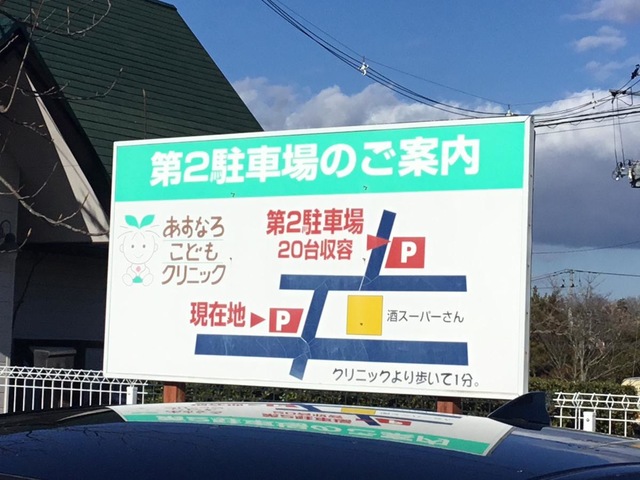 第2駐車場のご案内
あすなろ
こども
クリニック
第2駐車場
20台収容
P
現在地
P
酒スーパーさん
クリニックより歩いて1分。